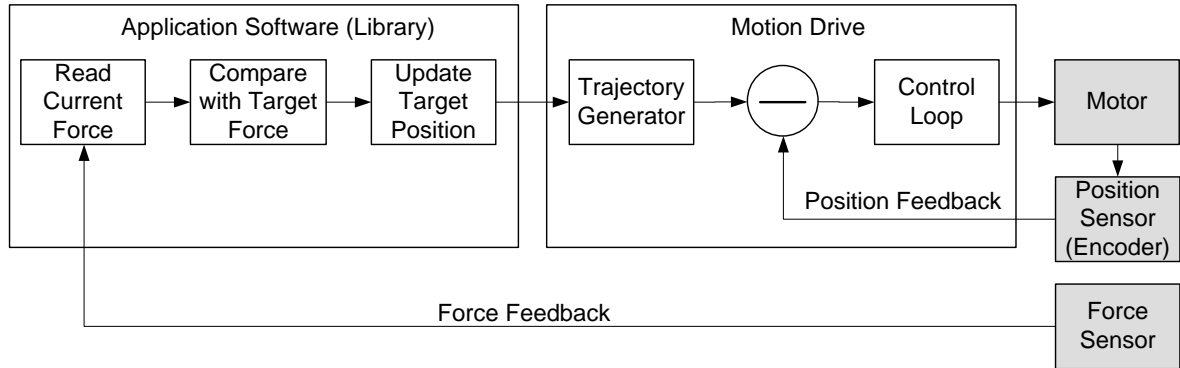 Application Software (Library)
Read
Current
Force
Compare
with Target
Force
Update
Target
Position
Motion Drive
Trajectory
Generator
Control
Loop
Motor
Position Feedback
Position
Sensor
(Encoder)
Force Feedback
Force
Sensor